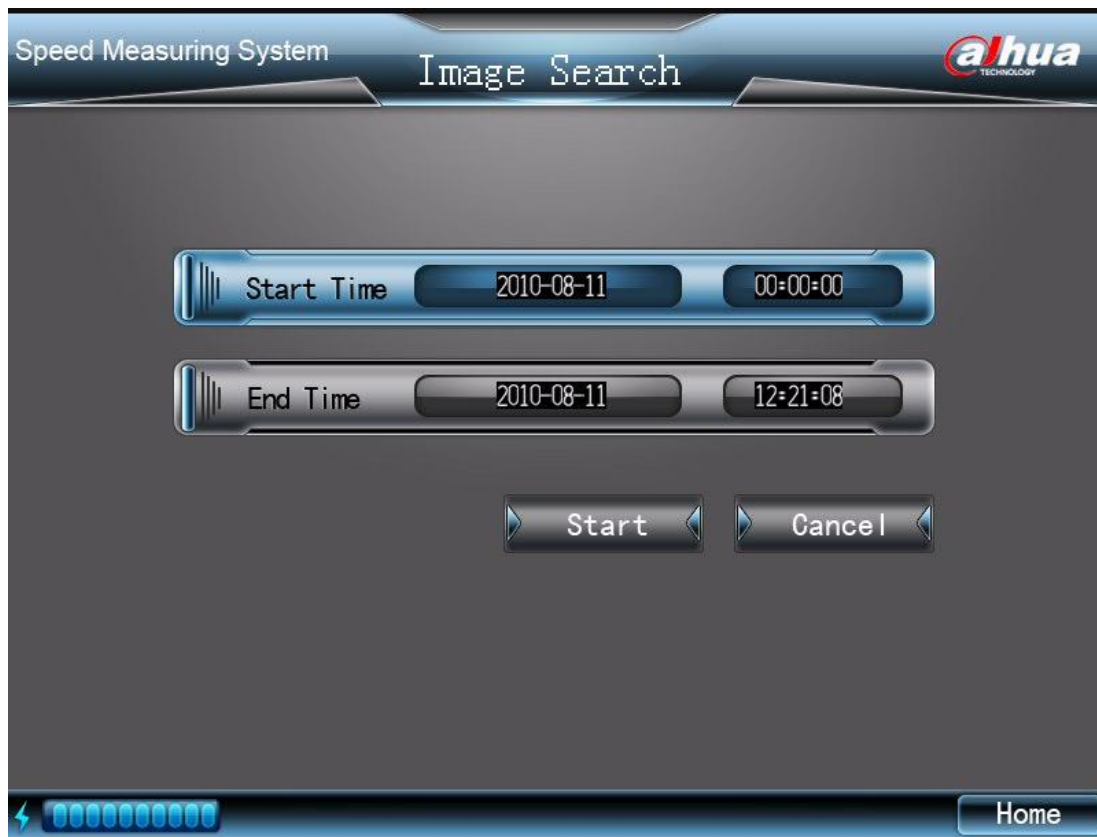 Speed Measuring System
Image Search
alhua
TECHNOLOGY
Start Time 2010-08-11 00:00:00
End Time 2010-08-11 12:21:08
Start Cancel
Home